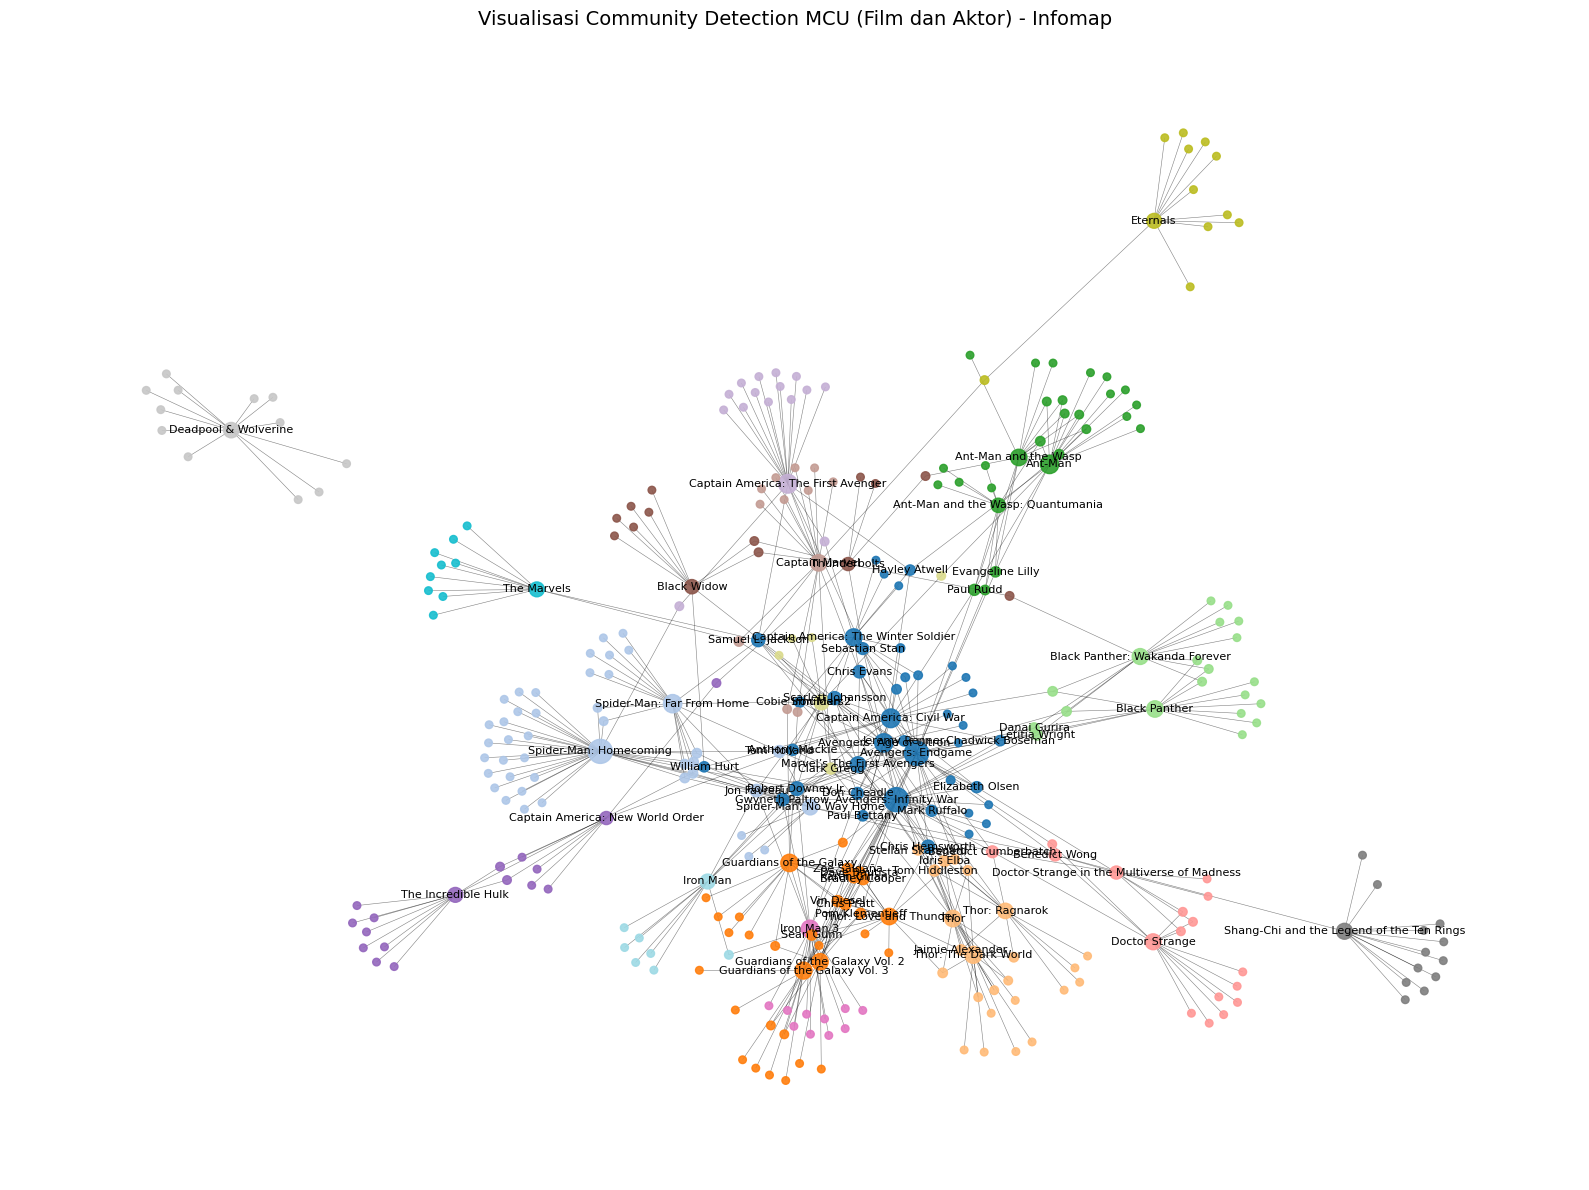 Visualisasi Community Detection MCU (Film dan Aktor) - Infomap
Eternals
Deadpool & Wolverine
Ant-Man and the Wasp
Ant-Man
Captain America: The First Avenger
Ant-Man and the Wasp: Quantumania
Captain Marvel
Thunderbolts
Hayley Atwell
Evangeline Lilly
Black Widow
The Marvels
Paul Rudd
Samuel L. Jackson
Captain America: The Winter Soldier
Sebastian Stan
Black Panther: Wakanda Forever
Chris Evans
Scarlett Johansson
Cobie Smulders
Iron Man 2
Spider-Man: Far From Home
Black Panther
Captain America: Civil War
Danai Gurira
Letitia Wright
Avengers: Age of Ultron
Jeremy Renner
Chadwick Boseman
Spider-Man: Homecoming
Tom Holland
Anthony Mackie
Avengers: Endgame
Marvel's The First Avengers
William Hurt
Clark Gregg
Elizabeth Olsen
Robert Downey Jr.
Jon Favreau
Don Cheadle
Gwyneth Paltrow
Avengers: Infinity War
Spider-Man: No Way Home
Mark Ruffalo
Paul Bettany
Captain America: New World Order
Chris Hemsworth
Stellan Skarsgård
Benedict Cumberbatch
Benedict Wong
Guardians of the Galaxy
Idris Elba
Zoe Saldaña
Dave Bautista
Karen Gillan
Bradley Cooper
Tom Hiddleston
Doctor Strange in the Multiverse of Madness
Iron Man
The Incredible Hulk
Vin Diesel
Chris Pratt
Pom Klementieff
Thor: Love and Thunder
Thor
Thor: Ragnarok
Iron Man 3
Sean Gunn
Shang-Chi and the Legend of the Ten Rings
Doctor Strange
Jaimie Alexander
Thor: The Dark World
Guardians of the Galaxy Vol. 2
Guardians of the Galaxy Vol. 3